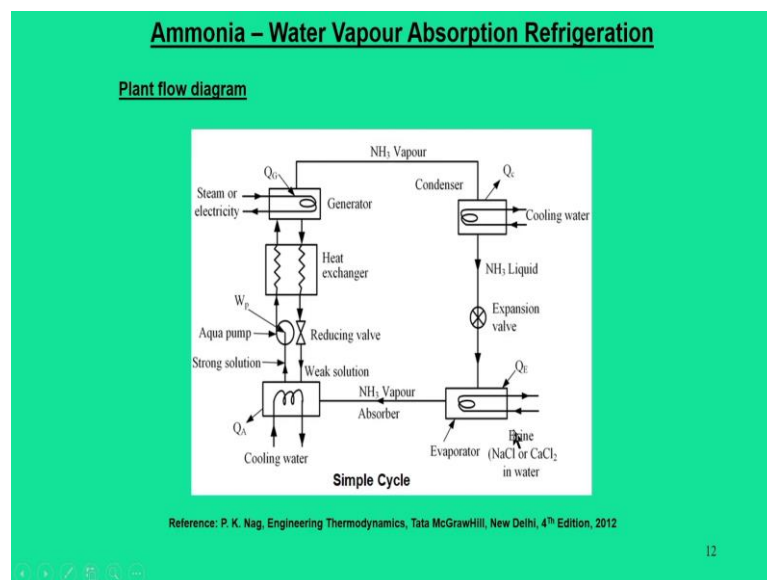 Ammonia – Water Vapour Absorption Refrigeration
Plant flow diagram
NH₃ Vapour
Q_G
Q_c
Condenser
Steam or
electricity
Generator
Cooling water
Heat
exchanger
NH₃ Liquid
W_P
Expansion
valve
Aqua pump
Reducing valve
Strong solution
Weak solution
Q_E
NH₃ Vapour
Absorber
Q_A
Evaporator
(NaCl or CaCl₂
in water
Cooling water
Simple Cycle
Reference: P. K. Nag, Engineering Thermodynamics, Tata McGrawHill, New Delhi, 4Th Edition, 2012
12